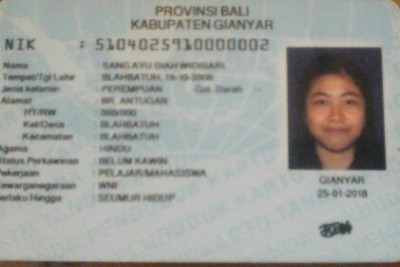 PROVINSI BALI
KABUPATEN GIANYAR
NIK : 5104025910000002
Nama : SANG AYU DIAH WIDISARI
Tempat/Tgl Lahir : BLAHBATUH, 19-10-2000
Jenis kelamin : PEREMPUAN Gol. Darah
Alamat : BR. ANTUGAN
RT/RW : 000/000
Kel/Desa : BLAHBATUH
Kecamatan : BLAHBATUH
Agama : HINDU
Status Perkawinan : BELUM KAWIN
Pekerjaan : PELAJAR/MAHASISWA
Kewarganegaraan : WNI
Berlaku Hingga : SEUMUR HIDUP
GIANYAR
25-01-2018